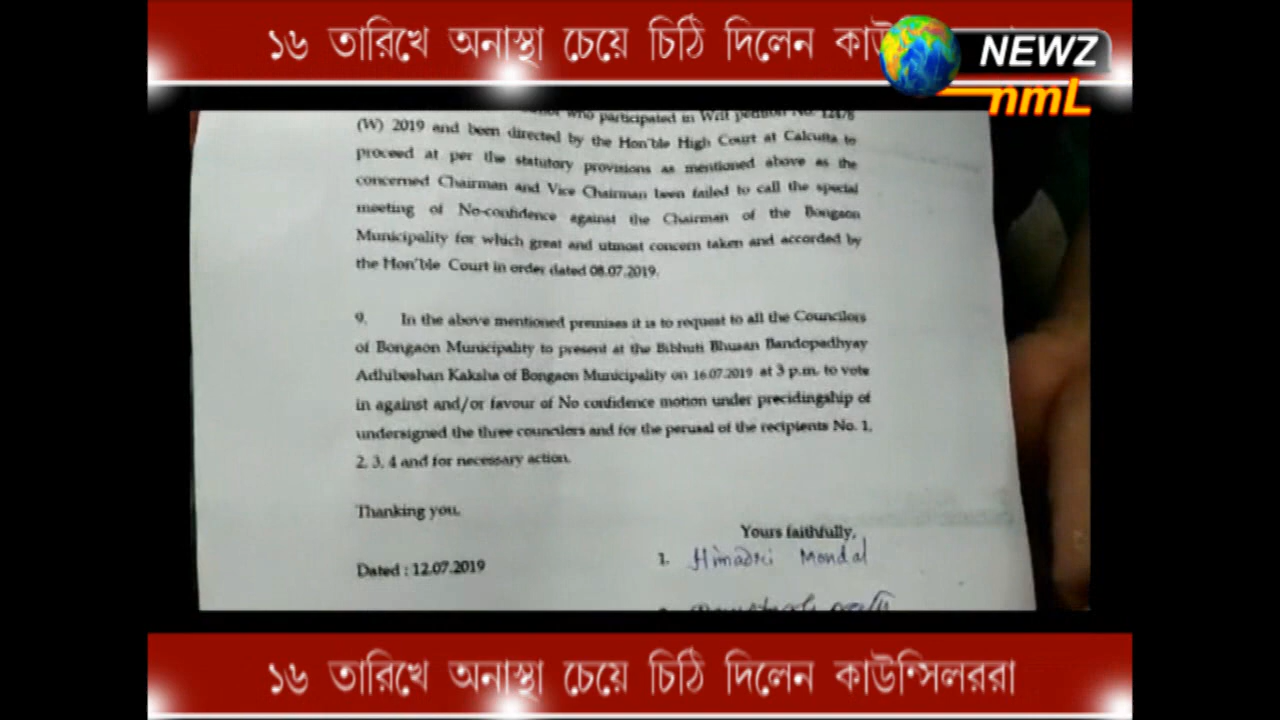 ১৬ তারিখে অনাস্থা চেয়ে চিঠি দিলেন
NEWZ
nmL
who participated in Writ petition No.
(W) 2019 and been directed by the Hon'ble High Court at Calcutta to
proceed at per the statutory provisions as mentioned above as the
concerned Chairman and Vice Chairman been failed to call the special
meeting of No-confidence against the Chairman of the Bongaon
Municipality for which great and utmost concern taken and accorded by
the Hon'ble Court in order dated 08.07.2019.
9. In the above mentioned premises it is to request to all the Councilors
of Bongaon Municipality to present at the Bibhuti Bhusan Bandopadhyay
Adhibeshan Kaksha of Bongaon Municipality on 16.07.2019 at 3 p.m. to vote
in against and/or favour of No confidence motion under precidingship of
undersigned the three councilors and for the perusal of the recipients No. 1,
2, 3, 4 and for necessary action.
Thanking you.
Yours faithfully,
1. Himadri Mondal
Dated : 12.07.2019
১৬ তারিখে অনাস্থা চেয়ে চিঠি দিলেন কাউন্সিলররা